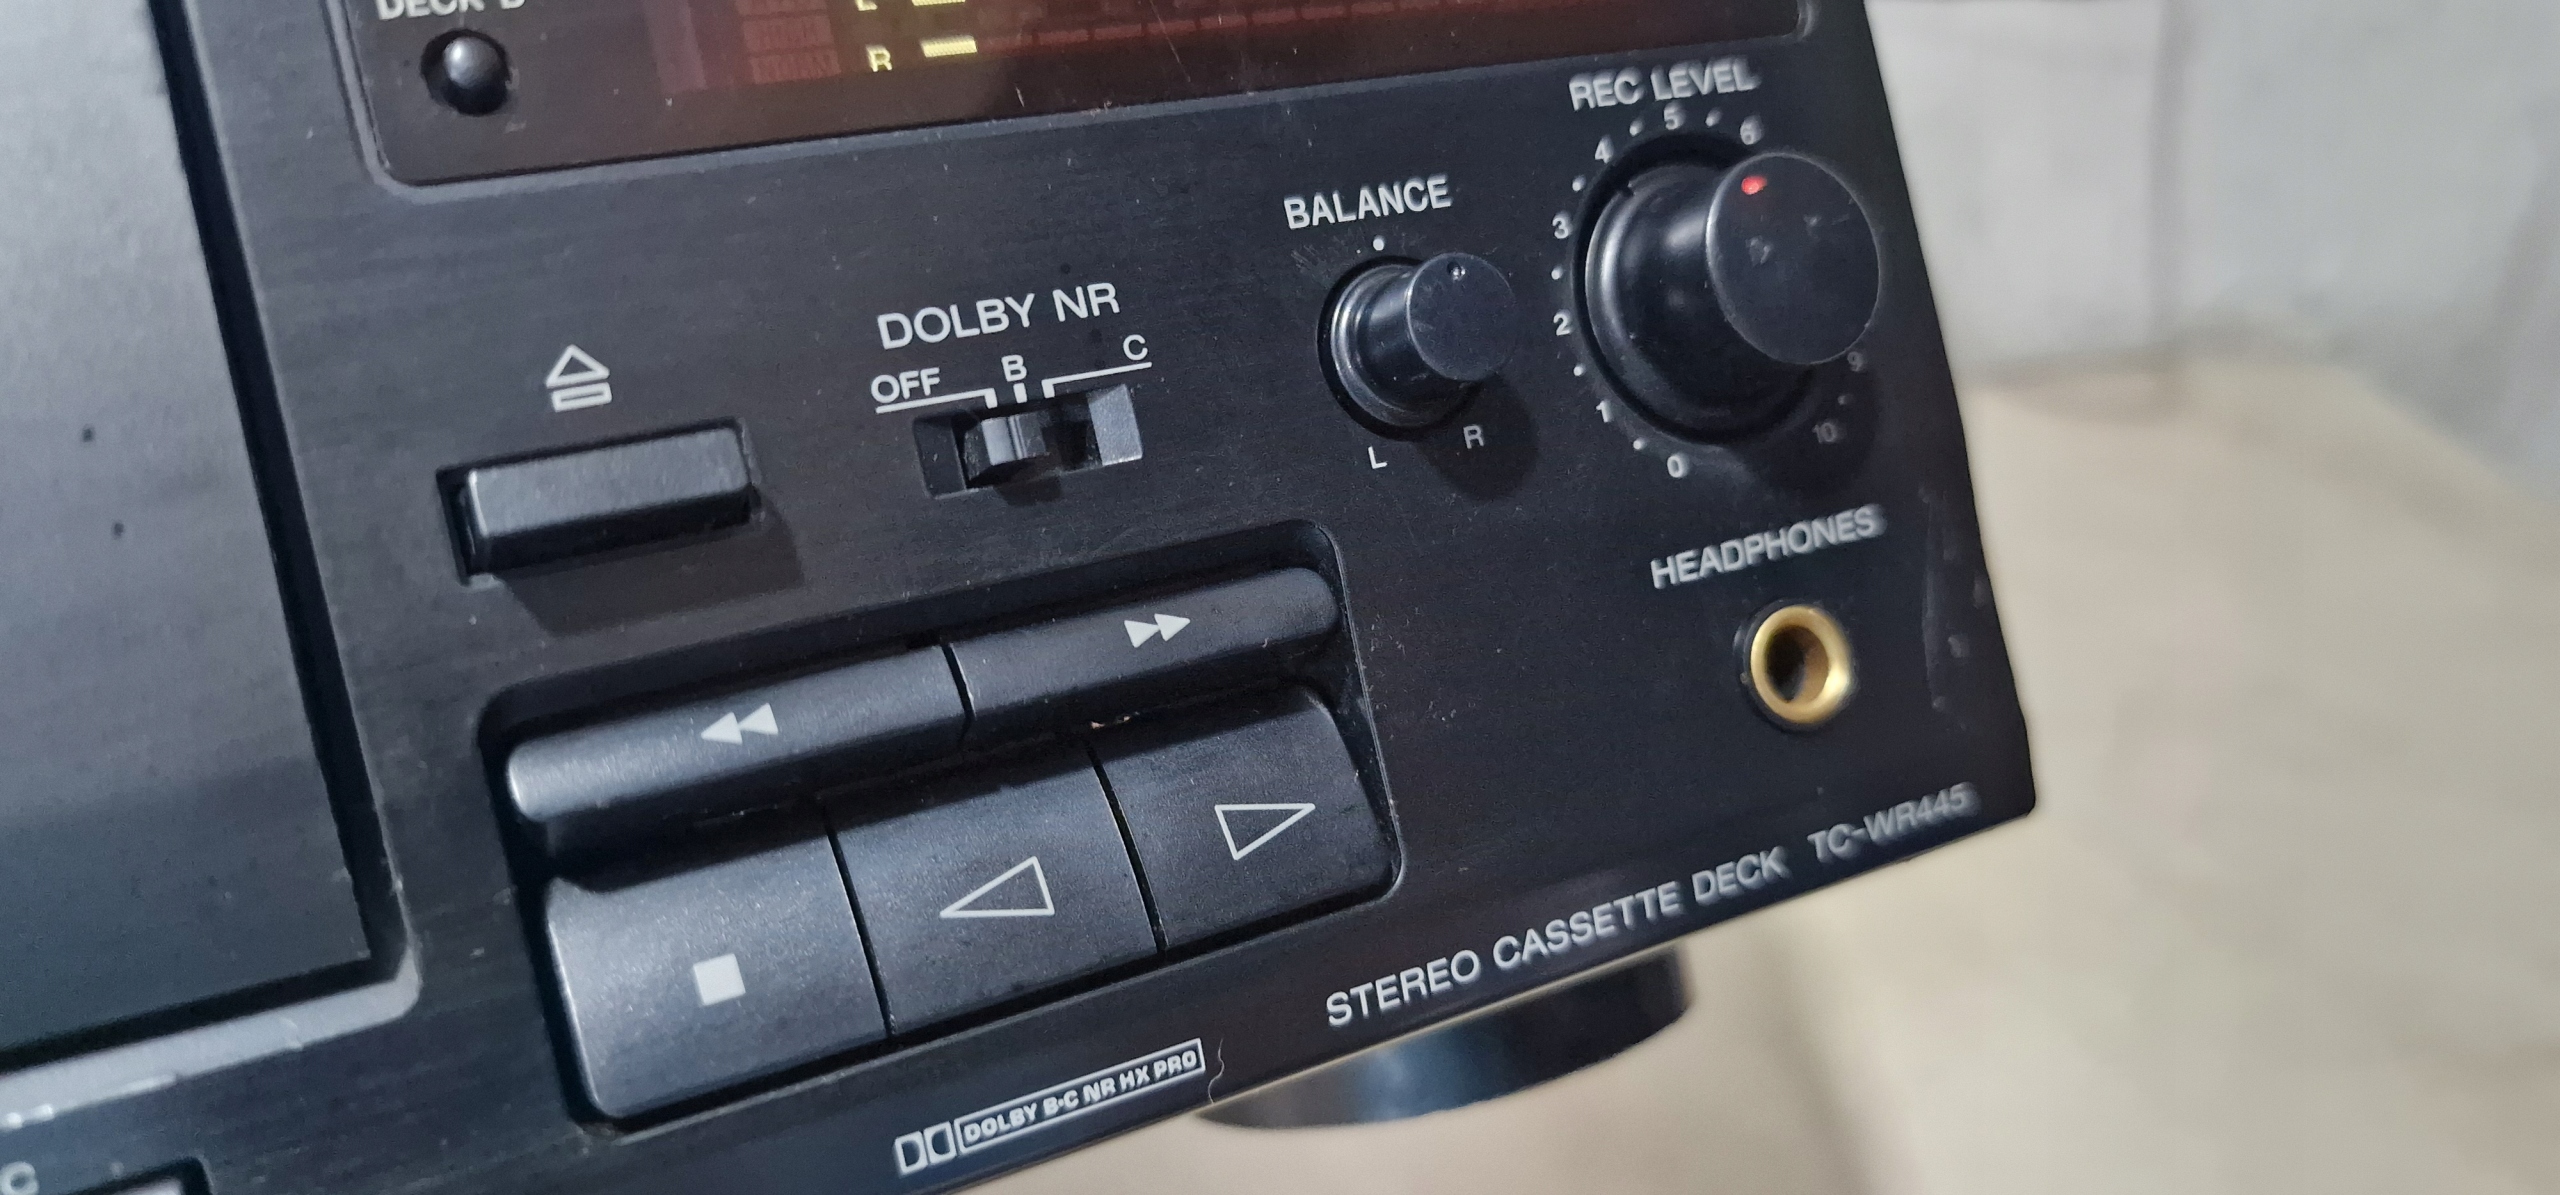 DECK B
L
R
REC LEVEL
0 1 2 3 4 5 6 9 10
BALANCE
L R
DOLBY NR
OFF B C
HEADPHONES
STEREO CASSETTE DECK TC-WR445
DOLBY B·C NR HX PRO
C